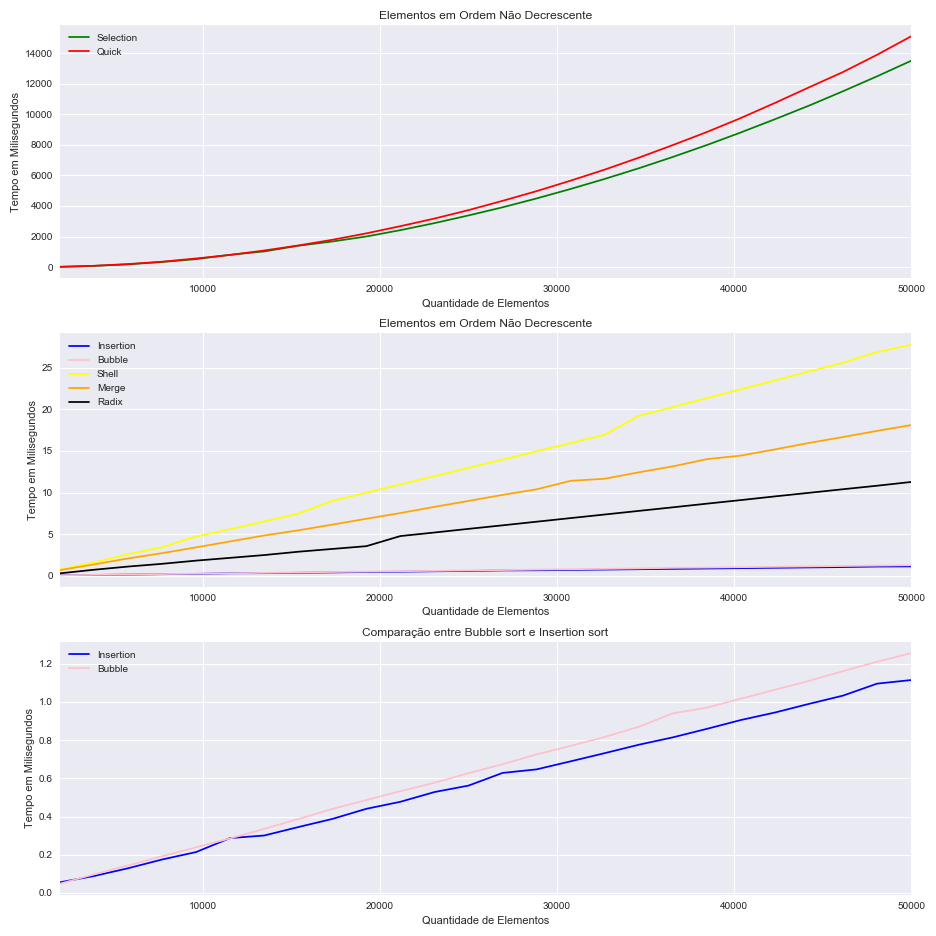 Elementos em Ordem Não Decrescente
Selection
Quick
14000
12000
10000
8000
6000
4000
2000
0
Tempo em Milisegundos
10000 20000 30000 40000 50000
Quantidade de Elementos
Elementos em Ordem Não Decrescente
Insertion
Bubble
Shell
Merge
Radix
25
20
15
10
5
0
Tempo em Milisegundos
10000 20000 30000 40000 50000
Quantidade de Elementos
Comparação entre Bubble sort e Insertion sort
Insertion
Bubble
1.2
1.0
0.8
0.6
0.4
0.2
0.0
Tempo em Milisegundos
10000 20000 30000 40000 50000
Quantidade de Elementos